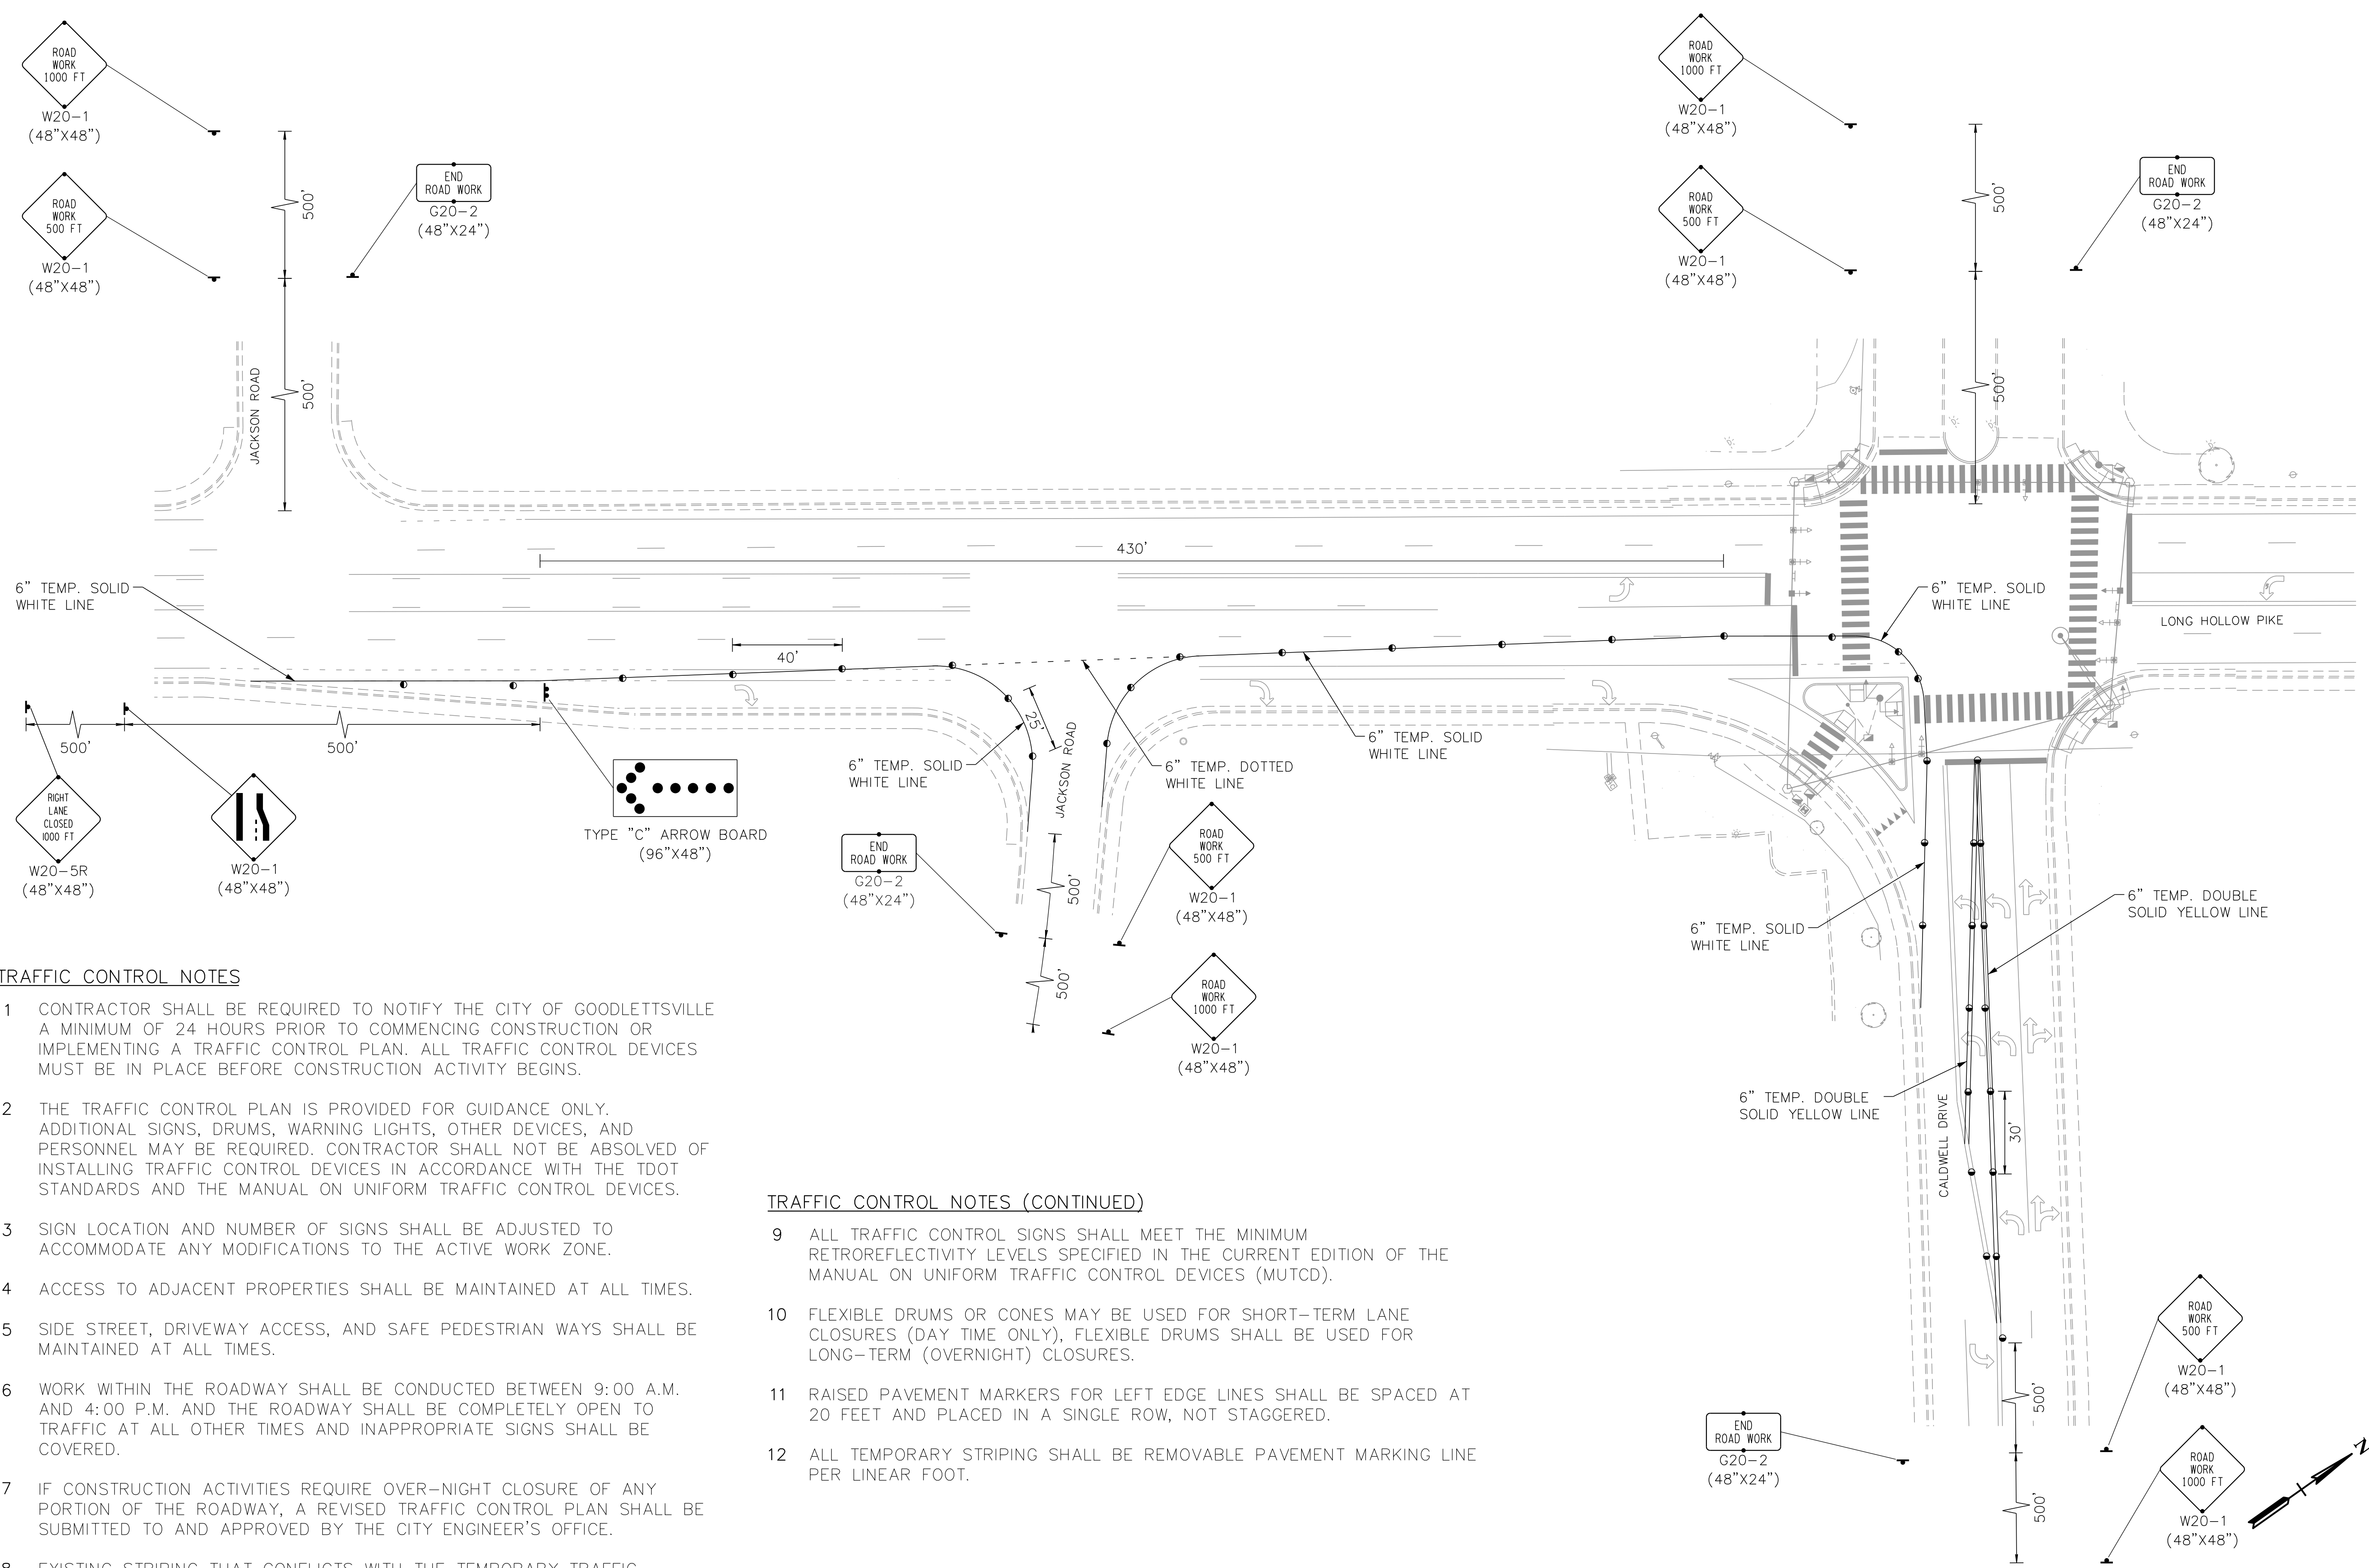 ROAD
WORK
1000 FT
W20-1
(48"X48")
ROAD
WORK
500 FT
W20-1
(48"X48")
500'
END
ROAD WORK
G20-2
(48"X24")
500'
JACKSON ROAD
ROAD
WORK
1000 FT
W20-1
(48"X48")
ROAD
WORK
500 FT
W20-1
(48"X48")
500'
END
ROAD WORK
G20-2
(48"X24")
500'
430'
6" TEMP. SOLID
WHITE LINE
40'
6" TEMP. SOLID
WHITE LINE
LONG HOLLOW PIKE
500'
500'
RIGHT
LANE
CLOSED
1000 FT
W20-5R
(48"X48")
W20-1
(48"X48")
TYPE "C" ARROW BOARD
(96"X48")
25'
JACKSON ROAD
6" TEMP. SOLID
WHITE LINE
6" TEMP. DOTTED
WHITE LINE
6" TEMP. SOLID
WHITE LINE
END
ROAD WORK
G20-2
(48"X24")
500'
ROAD
WORK
500 FT
W20-1
(48"X48")
500'
ROAD
WORK
1000 FT
W20-1
(48"X48")
6" TEMP. SOLID
WHITE LINE
6" TEMP. DOUBLE
SOLID YELLOW LINE
6" TEMP. DOUBLE
SOLID YELLOW LINE
CALDWELL DRIVE
30'
ROAD
WORK
500 FT
W20-1
(48"X48")
500'
END
ROAD WORK
G20-2
(48"X24")
500'
ROAD
WORK
1000 FT
W20-1
(48"X48")
N
TRAFFIC CONTROL NOTES
1 CONTRACTOR SHALL BE REQUIRED TO NOTIFY THE CITY OF GOODLETTSVILLE
A MINIMUM OF 24 HOURS PRIOR TO COMMENCING CONSTRUCTION OR
IMPLEMENTING A TRAFFIC CONTROL PLAN. ALL TRAFFIC CONTROL DEVICES
MUST BE IN PLACE BEFORE CONSTRUCTION ACTIVITY BEGINS.
2 THE TRAFFIC CONTROL PLAN IS PROVIDED FOR GUIDANCE ONLY.
ADDITIONAL SIGNS, DRUMS, WARNING LIGHTS, OTHER DEVICES, AND
PERSONNEL MAY BE REQUIRED. CONTRACTOR SHALL NOT BE ABSOLVED OF
INSTALLING TRAFFIC CONTROL DEVICES IN ACCORDANCE WITH THE TDOT
STANDARDS AND THE MANUAL ON UNIFORM TRAFFIC CONTROL DEVICES.
3 SIGN LOCATION AND NUMBER OF SIGNS SHALL BE ADJUSTED TO
ACCOMMODATE ANY MODIFICATIONS TO THE ACTIVE WORK ZONE.
4 ACCESS TO ADJACENT PROPERTIES SHALL BE MAINTAINED AT ALL TIMES.
5 SIDE STREET, DRIVEWAY ACCESS, AND SAFE PEDESTRIAN WAYS SHALL BE
MAINTAINED AT ALL TIMES.
6 WORK WITHIN THE ROADWAY SHALL BE CONDUCTED BETWEEN 9:00 A.M.
AND 4:00 P.M. AND THE ROADWAY SHALL BE COMPLETELY OPEN TO
TRAFFIC AT ALL OTHER TIMES AND INAPPROPRIATE SIGNS SHALL BE
COVERED.
7 IF CONSTRUCTION ACTIVITIES REQUIRE OVER-NIGHT CLOSURE OF ANY
PORTION OF THE ROADWAY, A REVISED TRAFFIC CONTROL PLAN SHALL BE
SUBMITTED TO AND APPROVED BY THE CITY ENGINEER'S OFFICE.
8 EXISTING STRIPING THAT CONFLICTS WITH THE TEMPORARY TRAFFIC
TRAFFIC CONTROL NOTES (CONTINUED)
9 ALL TRAFFIC CONTROL SIGNS SHALL MEET THE MINIMUM
RETROREFLECTIVITY LEVELS SPECIFIED IN THE CURRENT EDITION OF THE
MANUAL ON UNIFORM TRAFFIC CONTROL DEVICES (MUTCD).
10 FLEXIBLE DRUMS OR CONES MAY BE USED FOR SHORT-TERM LANE
CLOSURES (DAY TIME ONLY), FLEXIBLE DRUMS SHALL BE USED FOR
LONG-TERM (OVERNIGHT) CLOSURES.
11 RAISED PAVEMENT MARKERS FOR LEFT EDGE LINES SHALL BE SPACED AT
20 FEET AND PLACED IN A SINGLE ROW, NOT STAGGERED.
12 ALL TEMPORARY STRIPING SHALL BE REMOVABLE PAVEMENT MARKING LINE
PER LINEAR FOOT.